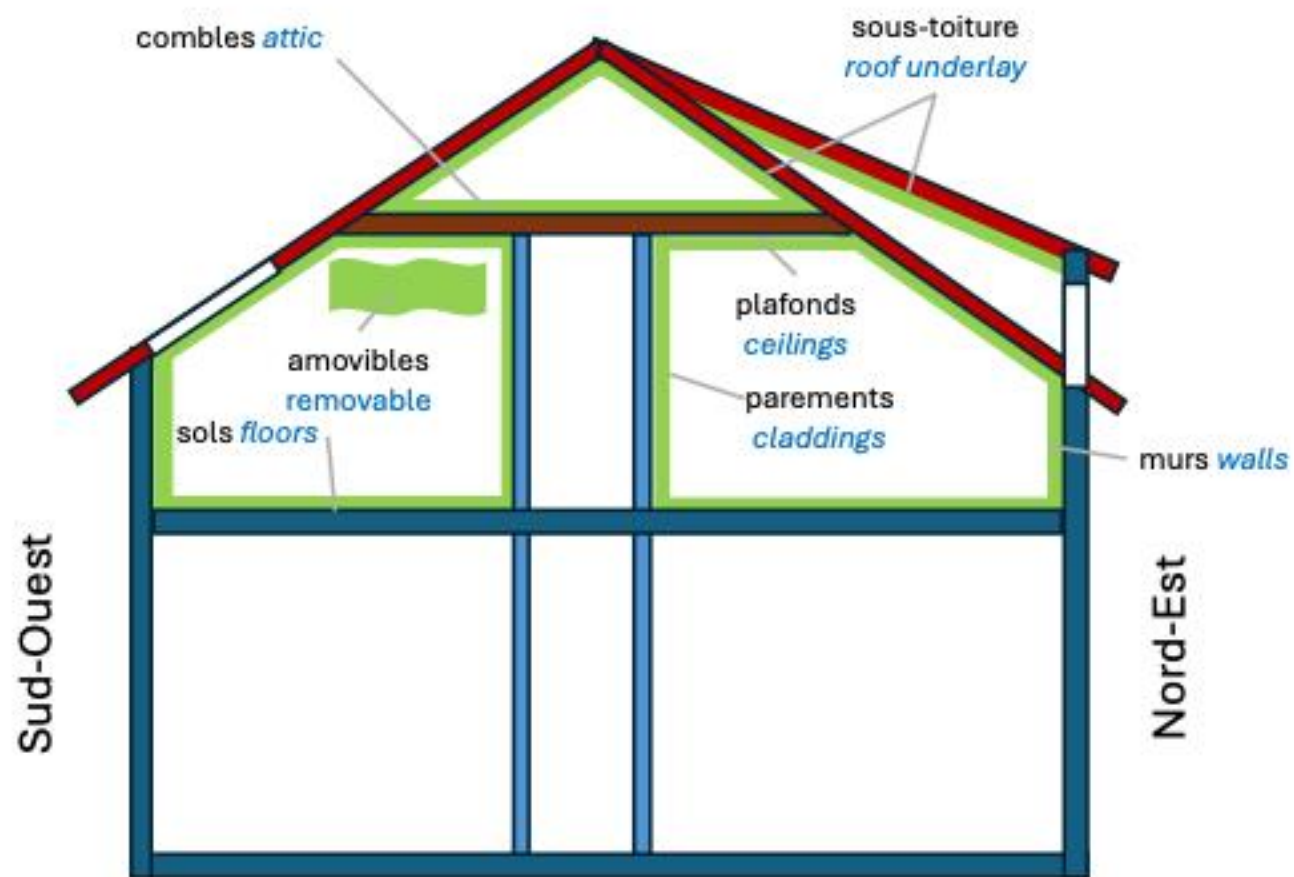 combles attic
sous-toiture
roof underlay
plafonds
ceilings
amovibles
removable
parements
claddings
sols floors
murs walls
Sud-Ouest
Nord-Est